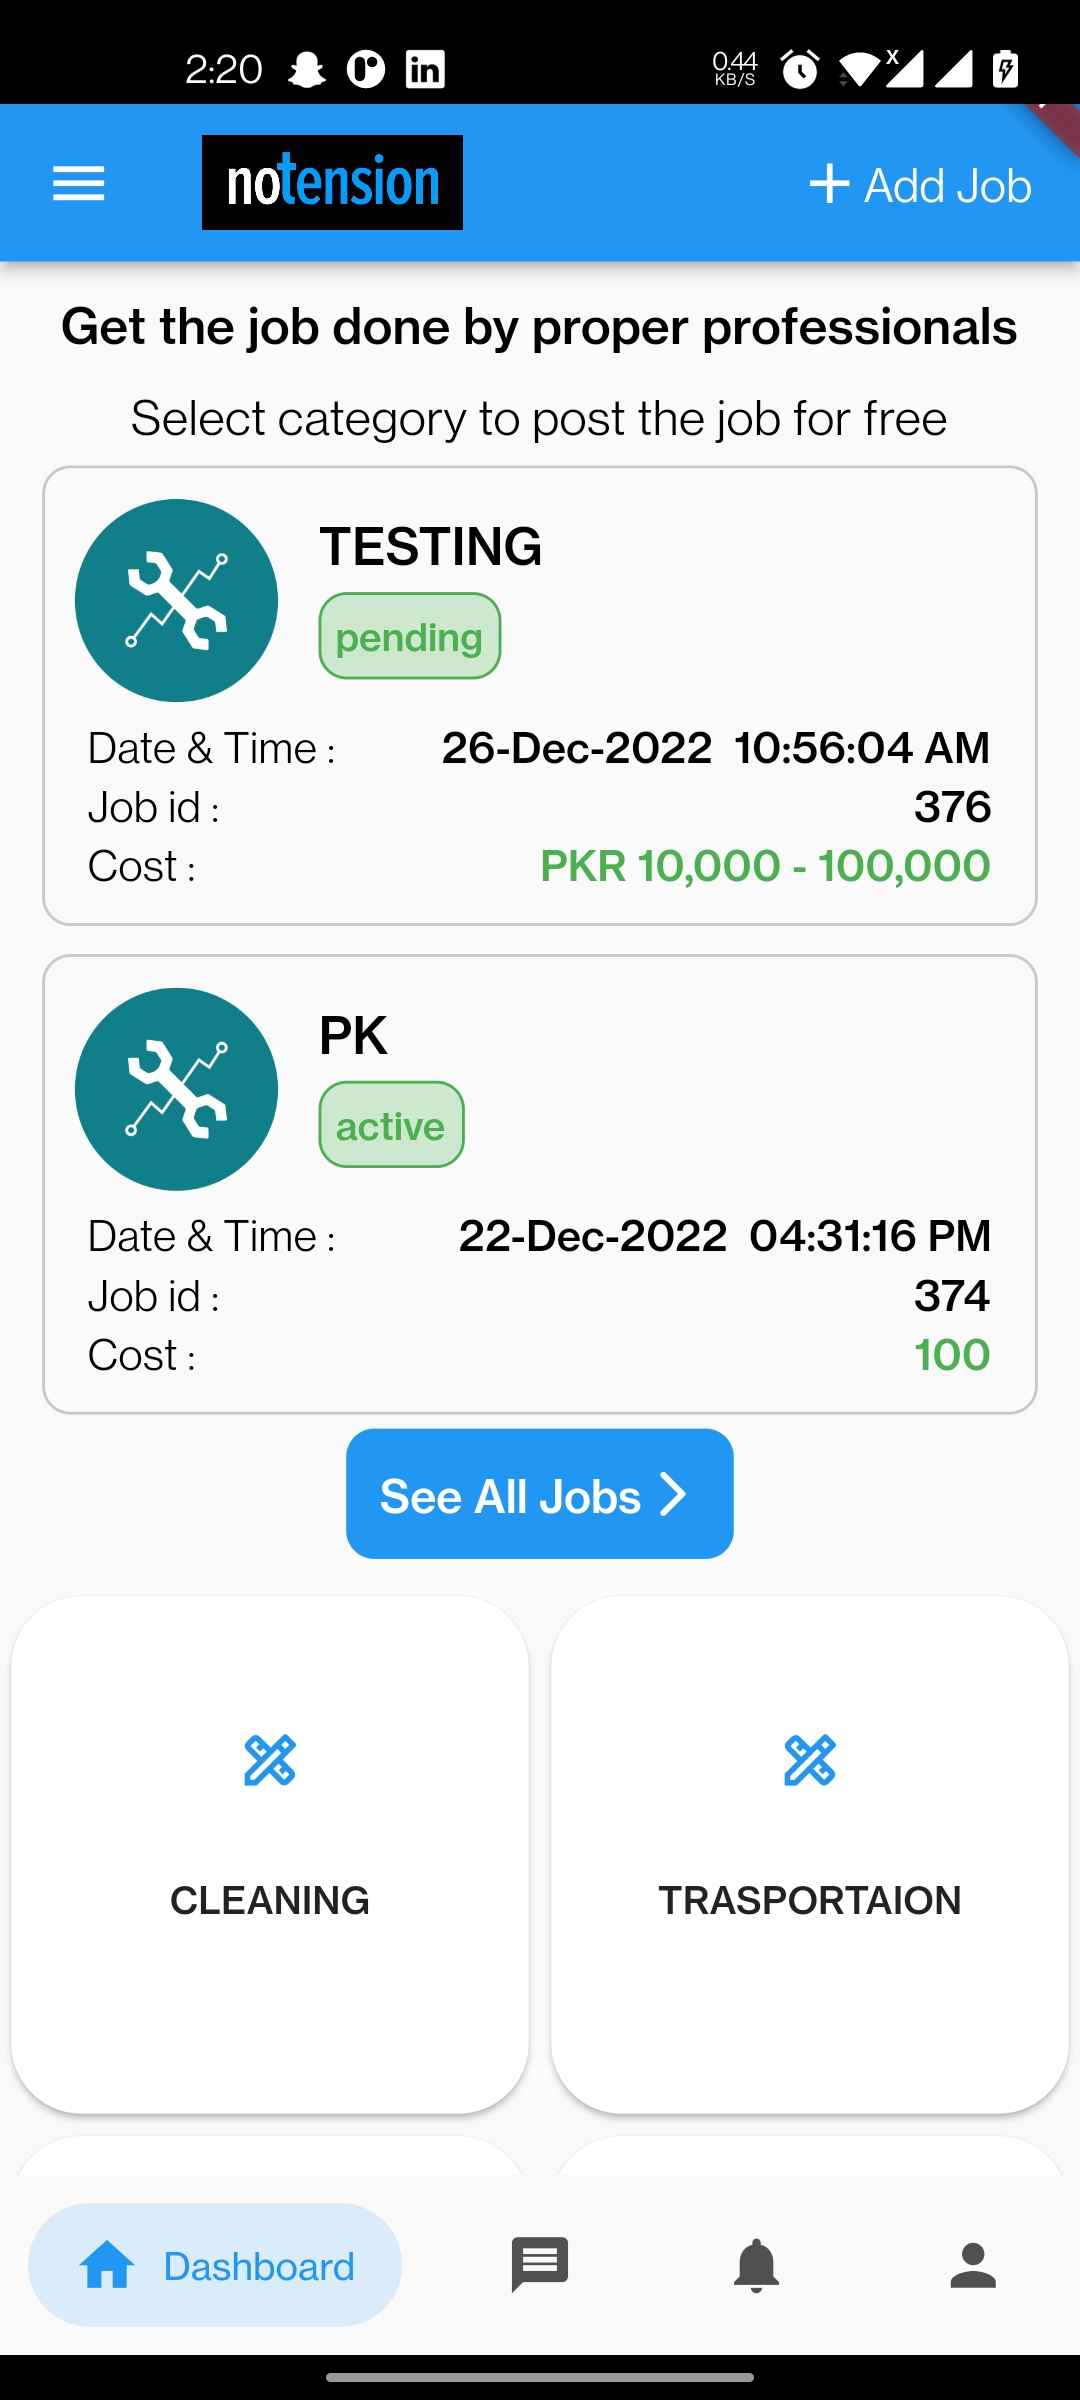 2:20
0.44
KB/S
X
notension
+ Add Job
Get the job done by proper professionals
Select category to post the job for free
TESTING
pending
Date & Time : 26-Dec-2022 10:56:04 AM
Job id : 376
Cost : PKR 10,000 - 100,000
PK
active
Date & Time : 22-Dec-2022 04:31:16 PM
Job id : 374
Cost : 100
See All Jobs
CLEANING
TRASPORTAION
Dashboard